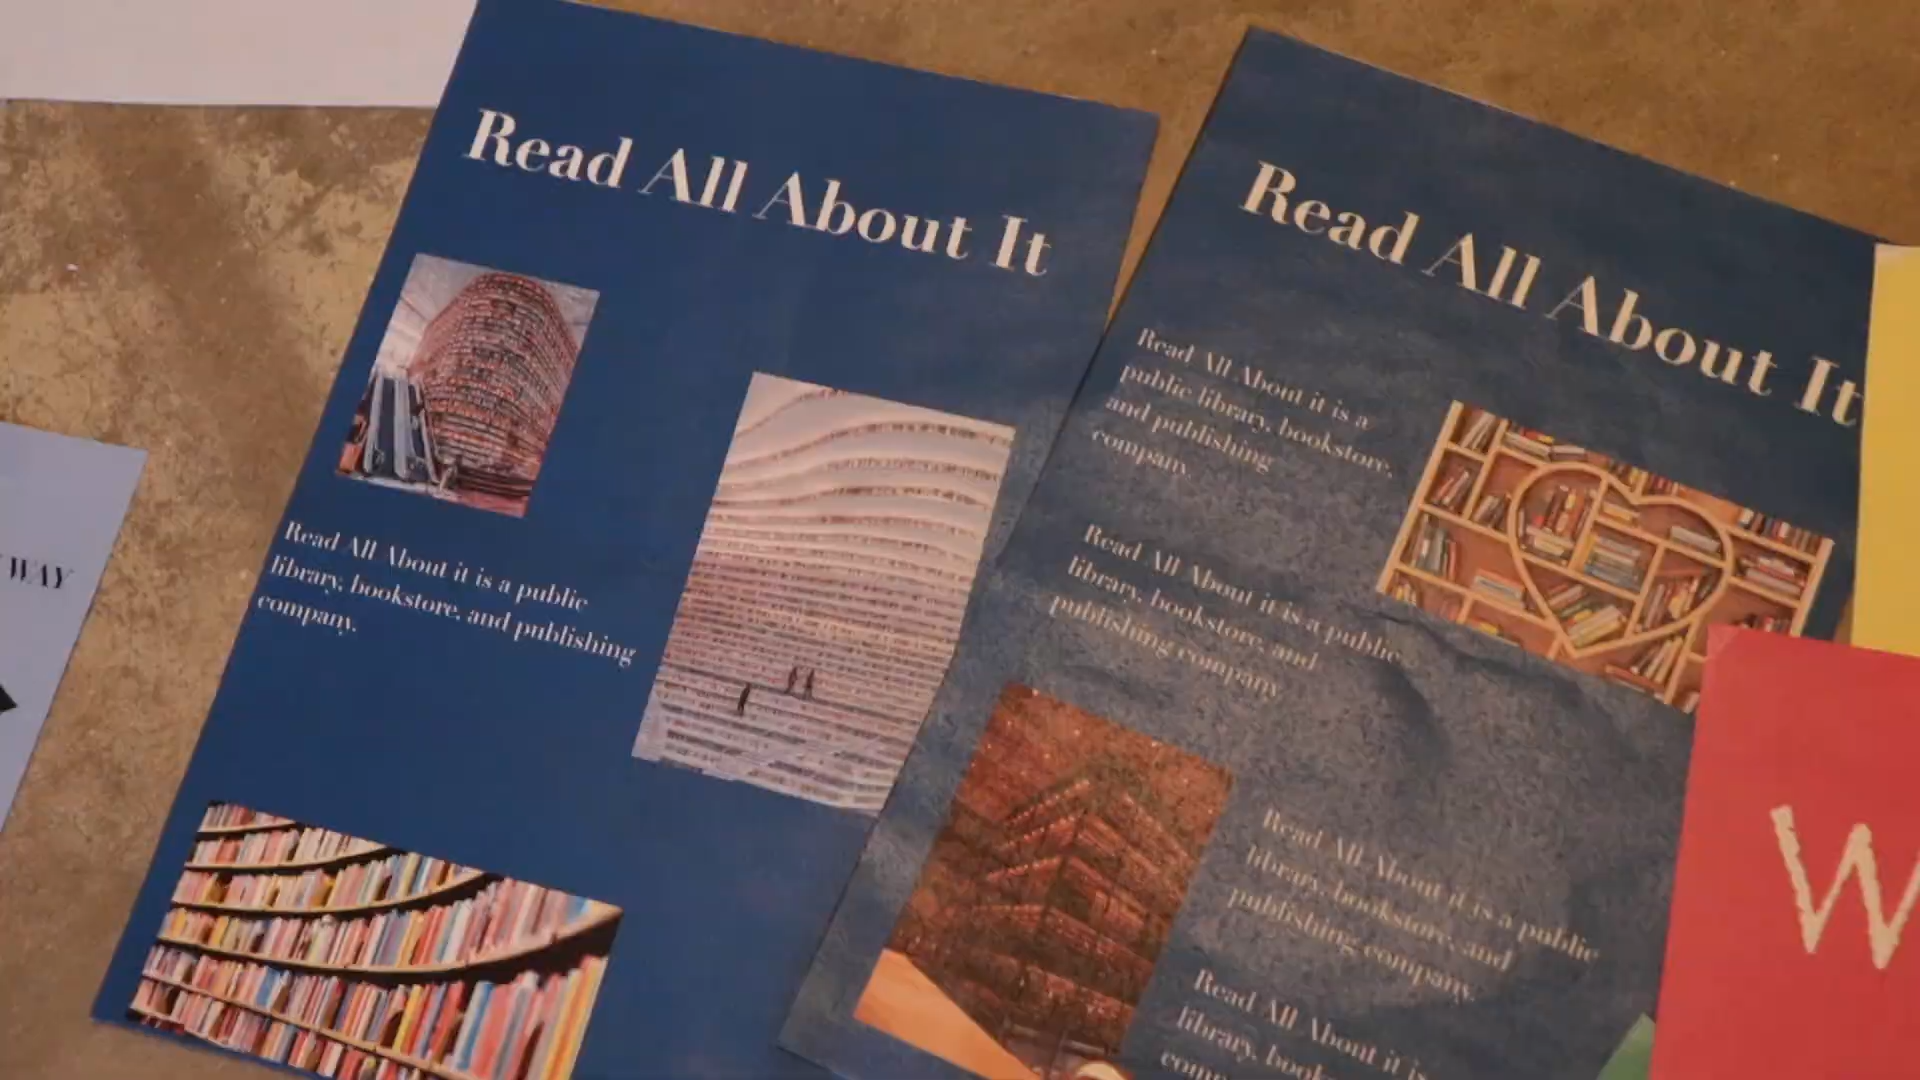 WAY
Read All About It
Read All About it is a public
library, bookstore, and publishing
company.
Read All About It
Read All About it is a
public library, bookstore,
and publishing
company.
Read All About it is a public
library, bookstore, and
publishing company.
Read All About it is a public
library, bookstore, and
publishing company.
Read All About it is
library, book
com
W